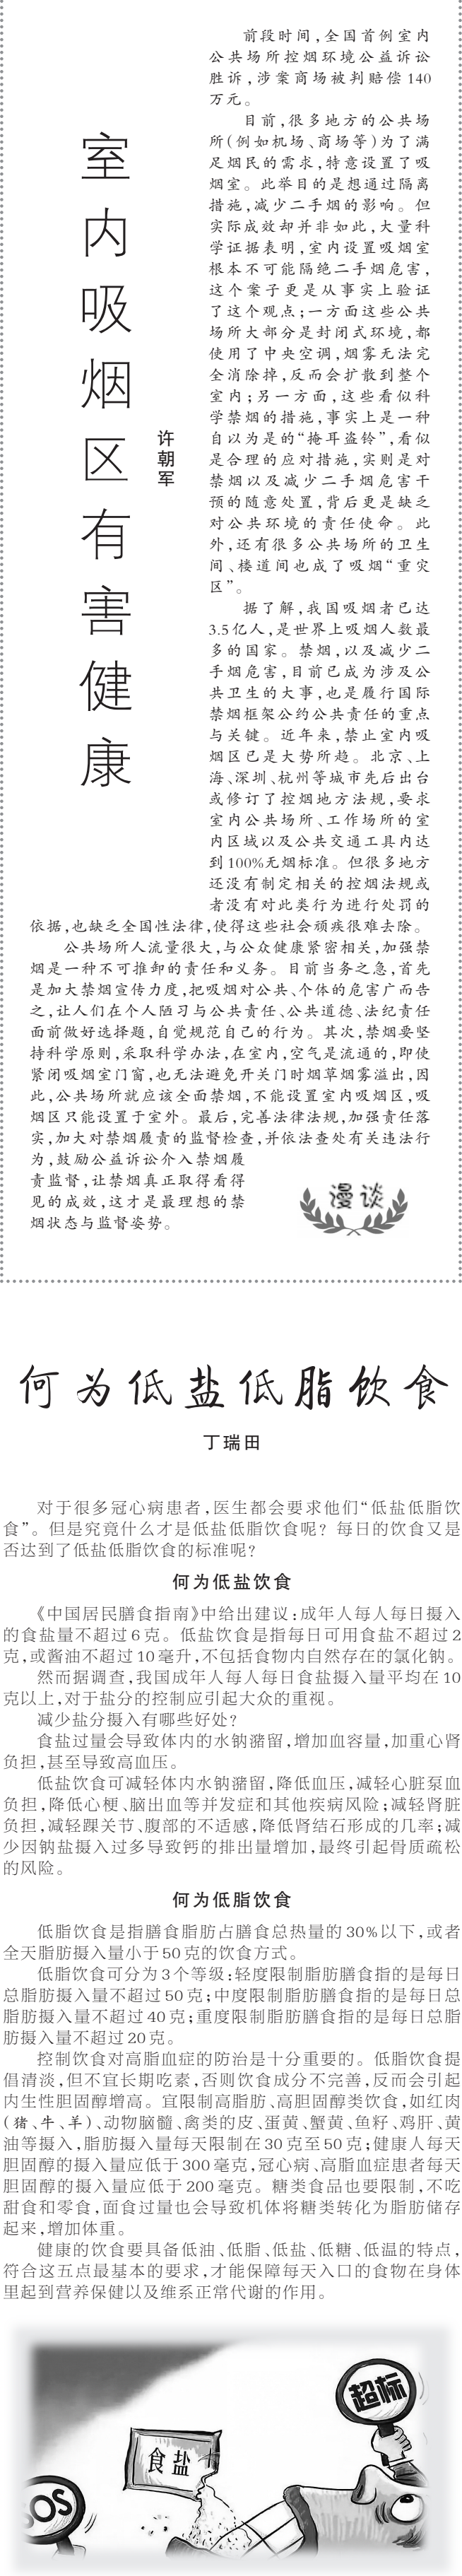 室内吸烟区有害健康
许朝军
前段时间,全国首例室内
公共场所控烟环境公益诉讼
胜诉,涉案商场被判赔偿140
万元。
目前,很多地方的公共场
所(例如机场、商场等)为了满
足烟民的需求,特意设置了吸
烟室。此举目的是想通过隔离
措施,减少二手烟的影响。但
实际成效却并非如此,大量科
学证据表明,室内设置吸烟室
根本不可能隔绝二手烟危害,
这个案子更是从事实上验证
了这个观点;一方面这些公共
场所大部分是封闭式环境,都
使用了中央空调,烟雾无法完
全消除掉,反而会扩散到整个
室内;另一方面,这些看似科
学禁烟的措施,事实上是一种
自以为是的“掩耳盗铃”,看似
是合理的应对措施,实则是对
禁烟以及减少二手烟危害干
预的随意处置,背后更是缺乏
对公共环境的责任使命。此
外,还有很多公共场所的卫生
间、楼道间也成了吸烟“重灾
区”。
据了解,我国吸烟者已达
3.5亿人,是世界上吸烟人数最
多的国家。禁烟,以及减少二
手烟危害,目前已成为涉及公
共卫生的大事,也是履行国际
禁烟框架公约公共责任的重点
与关键。近年来,禁止室内吸
烟区已是大势所趋。北京、上
海、深圳、杭州等城市先后出台
或修订了控烟地方法规,要求
室内公共场所、工作场所的室
内区域以及公共交通工具内达
到100%无烟标准。但很多地方
还没有制定相关的控烟法规或
者没有对此类行为进行处罚的
依据,也缺乏全国性法律,使得这些社会顽疾很难去除。
公共场所人流量很大,与公众健康紧密相关,加强禁
烟是一种不可推卸的责任和义务。目前当务之急,首先
是加大禁烟宣传力度,把吸烟对公共、个体的危害广而告
之,让人们在个人陋习与公共责任、公共道德、法纪责任
面前做好选择题,自觉规范自己的行为。其次,禁烟要坚
持科学原则,采取科学办法,在室内,空气是流通的,即使
紧闭吸烟室门窗,也无法避免开关门时烟草烟雾溢出,因
此,公共场所就应该全面禁烟,不能设置室内吸烟区,吸
烟区只能设置于室外。最后,完善法律法规,加强责任落
实,加大对禁烟履责的监督检查,并依法查处有关违法行
为,鼓励公益诉讼介入禁烟履
责监督,让禁烟真正取得看得
见的成效,这才是最理想的禁
烟状态与监督姿势。
漫谈
何为低盐低脂饮食
丁瑞田
对于很多冠心病患者,医生都会要求他们“低盐低脂饮
食”。但是究竟什么才是低盐低脂饮食呢?每日的饮食又是
否达到了低盐低脂饮食的标准呢?
何为低盐饮食
《中国居民膳食指南》中给出建议:成年人每人每日摄入
的食盐量不超过6克。低盐饮食是指每日可用食盐不超过2
克,或酱油不超过10毫升,不包括食物内自然存在的氯化钠。
然而据调查,我国成年人每人每日食盐摄入量平均在10
克以上,对于盐分的控制应引起大众的重视。
减少盐分摄入有哪些好处?
食盐过量会导致体内的水钠潴留,增加血容量,加重心肾
负担,甚至导致高血压。
低盐饮食可减轻体内水钠潴留,降低血压,减轻心脏泵血
负担,降低心梗、脑出血等并发症和其他疾病风险;减轻肾脏
负担,减轻踝关节、腹部的不适感,降低肾结石形成的几率;减
少因钠盐摄入过多导致钙的排出量增加,最终引起骨质疏松
的风险。
何为低脂饮食
低脂饮食是指膳食脂肪占膳食总热量的30%以下,或者
全天脂肪摄入量小于50克的饮食方式。
低脂饮食可分为3个等级:轻度限制脂肪膳食指的是每日
总脂肪摄入量不超过50克;中度限制脂肪膳食指的是每日总
脂肪摄入量不超过40克;重度限制脂肪膳食指的是每日总脂
肪摄入量不超过20克。
控制饮食对高脂血症的防治是十分重要的。低脂饮食提
倡清淡,但不宜长期吃素,否则饮食成分不完善,反而会引起
内生性胆固醇增高。宜限制高脂肪、高胆固醇类饮食,如红肉
(猪、牛、羊)、动物脑髓、禽类的皮、蛋黄、蟹黄、鱼籽、鸡肝、黄
油等摄入,脂肪摄入量每天限制在30克至50克;健康人每天
胆固醇的摄入量应低于300毫克,冠心病、高脂血症患者每天
胆固醇的摄入量应低于200毫克。糖类食品也要限制,不吃
甜食和零食,面食过量也会导致机体将糖类转化为脂肪储存
起来,增加体重。
健康的饮食要具备低油、低脂、低盐、低糖、低温的特点,
符合这五点最基本的要求,才能保障每天入口的食物在身体
里起到营养保健以及维系正常代谢的作用。
超标
食盐
SOS